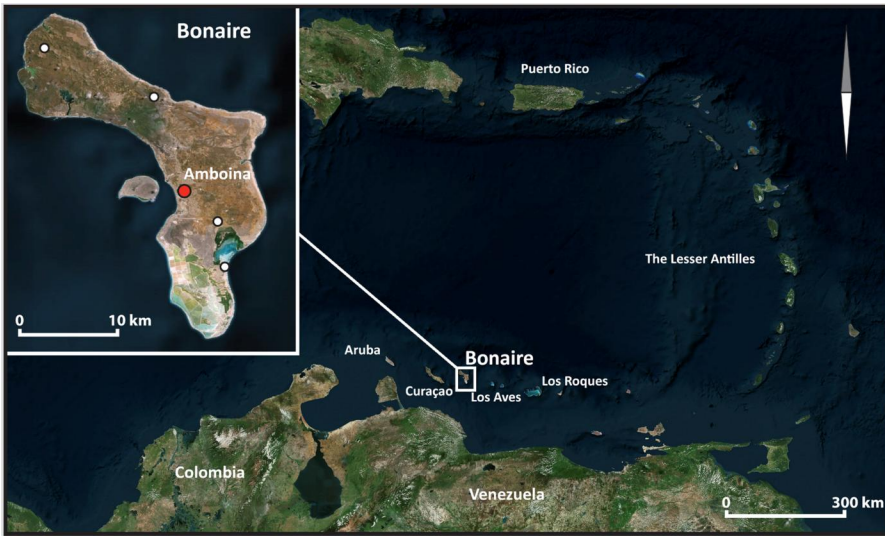 Bonaire
Amboina
0 10 km
Puerto Rico
The Lesser Antilles
Aruba
Bonaire
Curaçao
Los Aves
Los Roques
Colombia
Venezuela
0 300 km